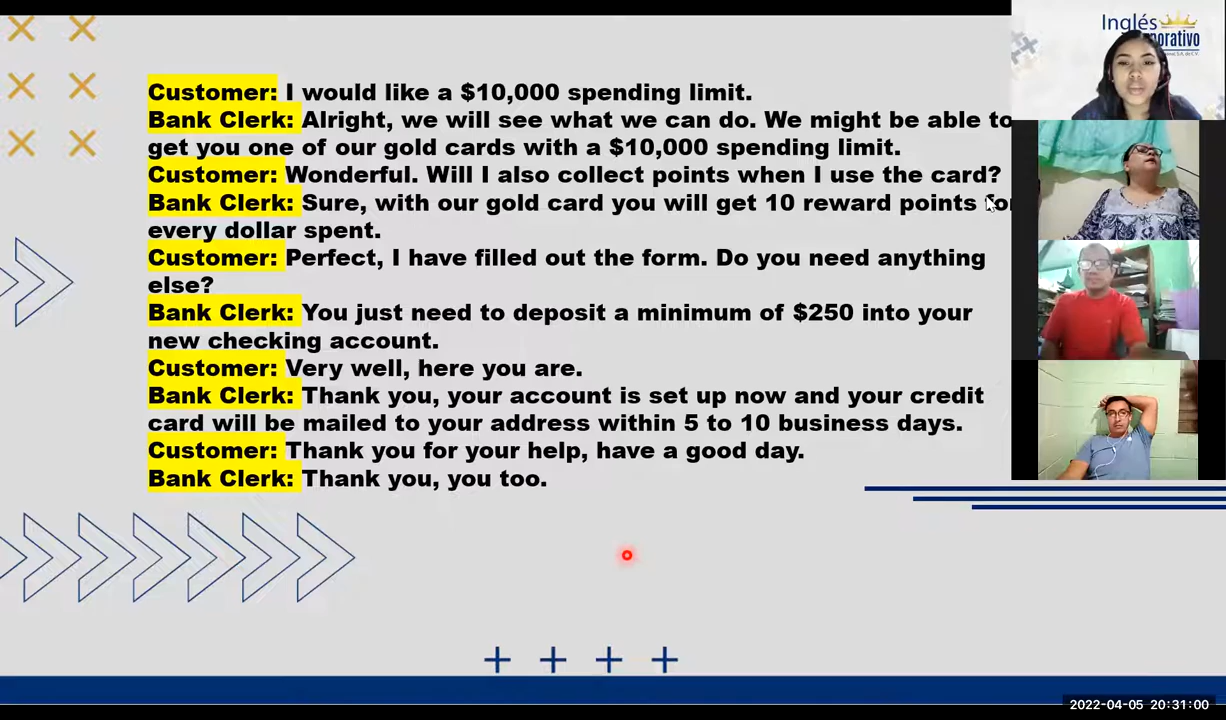 Customer: I would like a $10,000 spending limit.
Bank Clerk: Alright, we will see what we can do. We might be able to
get you one of our gold cards with a $10,000 spending limit.
Customer: Wonderful. Will I also collect points when I use the card?
Bank Clerk: Sure, with our gold card you will get 10 reward points for
every dollar spent.
Customer: Perfect, I have filled out the form. Do you need anything
else?
Bank Clerk: You just need to deposit a minimum of $250 into your
new checking account.
Customer: Very well, here you are.
Bank Clerk: Thank you, your account is set up now and your credit
card will be mailed to your address within 5 to 10 business days.
Customer: Thank you for your help, have a good day.
Bank Clerk: Thank you, you too.
Inglés
2022-04-05 20:31:00